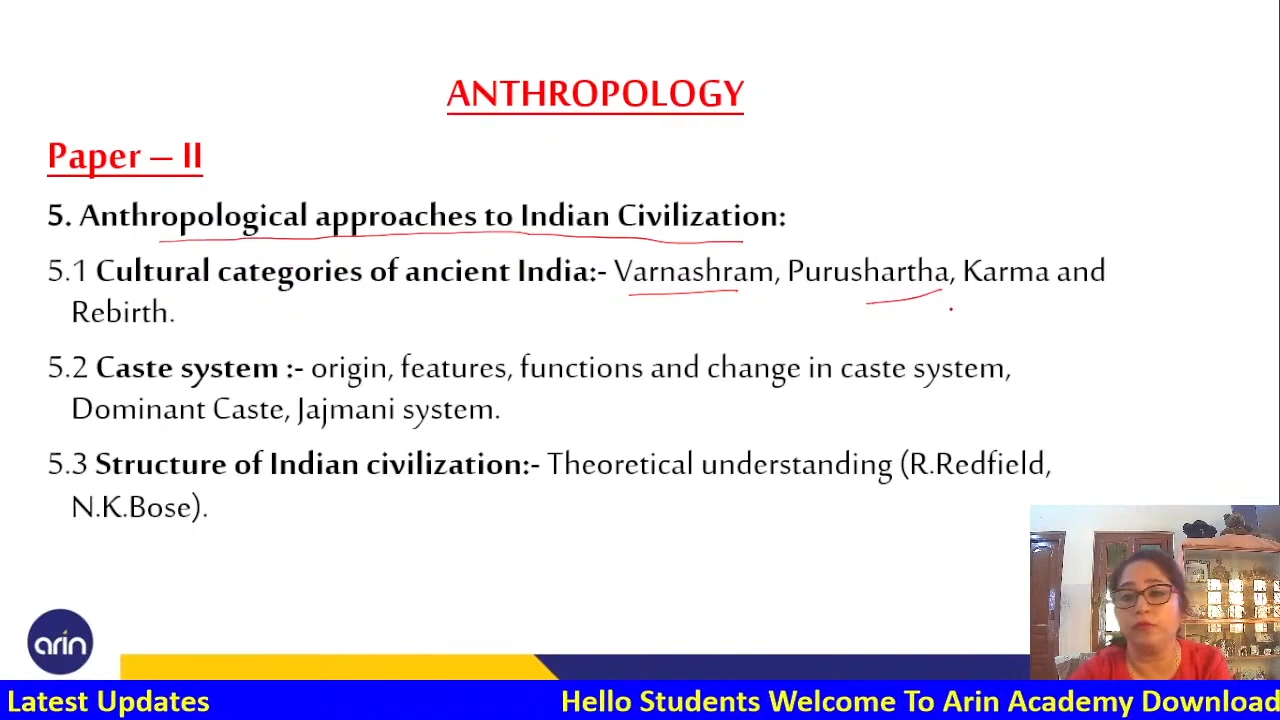 ANTHROPOLOGY
Paper – II
5. Anthropological approaches to Indian Civilization:
5.1 Cultural categories of ancient India:- Varnashram, Purushartha, Karma and
Rebirth.
5.2 Caste system :- origin, features, functions and change in caste system,
Dominant Caste, Jajmani system.
5.3 Structure of Indian civilization:- Theoretical understanding (R.Redfield,
N.K.Bose).
arin
Latest Updates Hello Students Welcome To Arin Academy Download